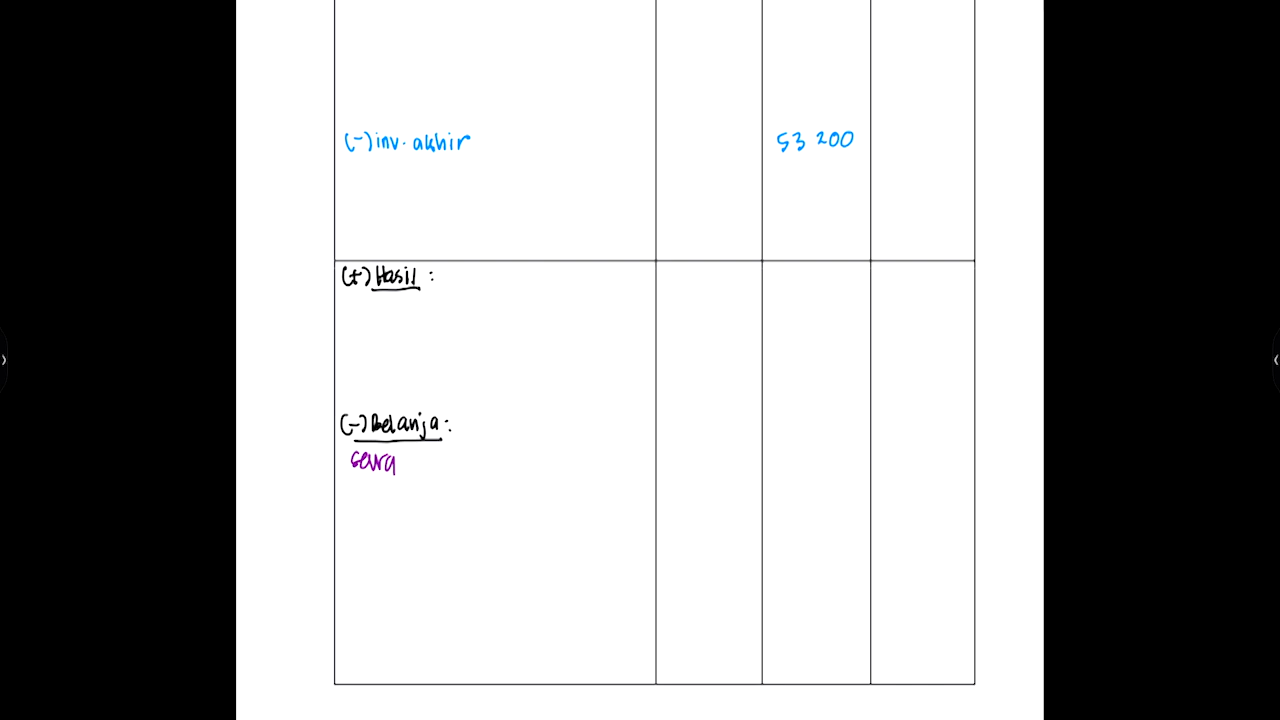 (-) inv. akhir 53 200
(+) Hasil :
(-) Belanja :
sewa